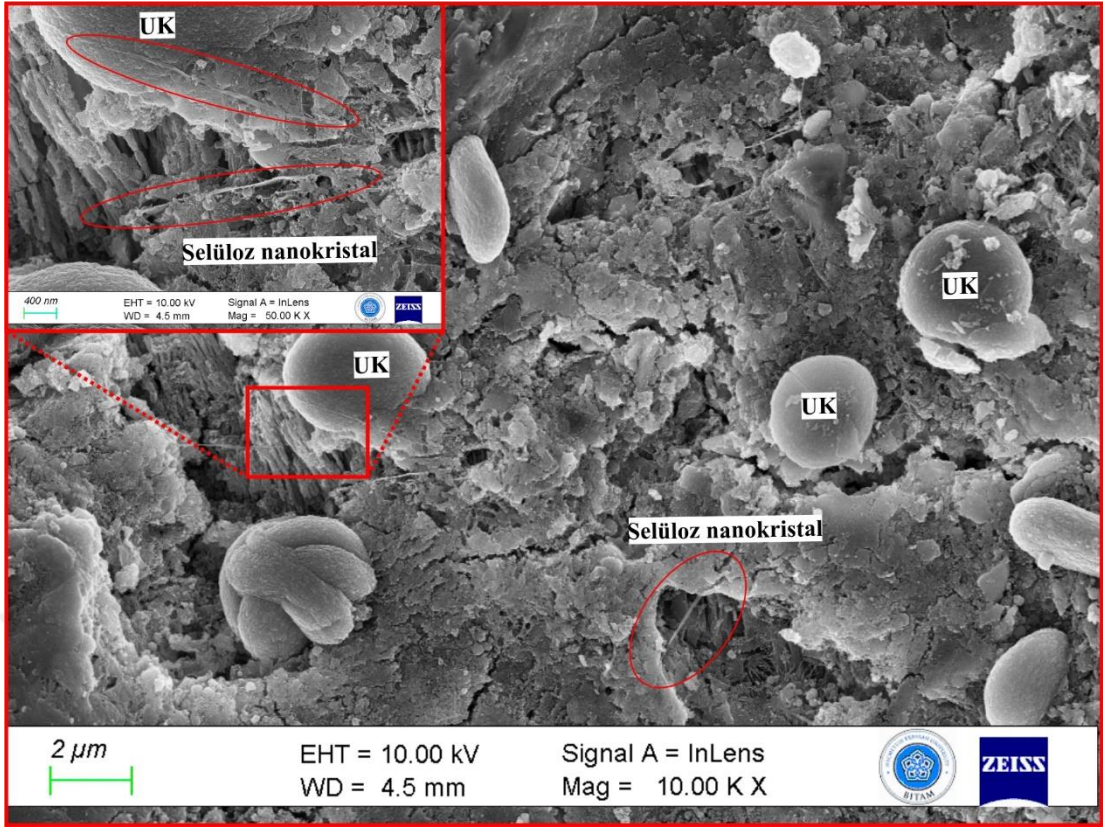 UK
Selüloz nanokristal
400 nm
EHT = 10.00 kV
Signal A = InLens
WD = 4.5 mm
Mag = 50.00 K X
ZEISS
UK
UK
UK
Selüloz nanokristal
2 µm
EHT = 10.00 kV
Signal A = InLens
WD = 4.5 mm
Mag = 10.00 K X
BITAM
ZEISS